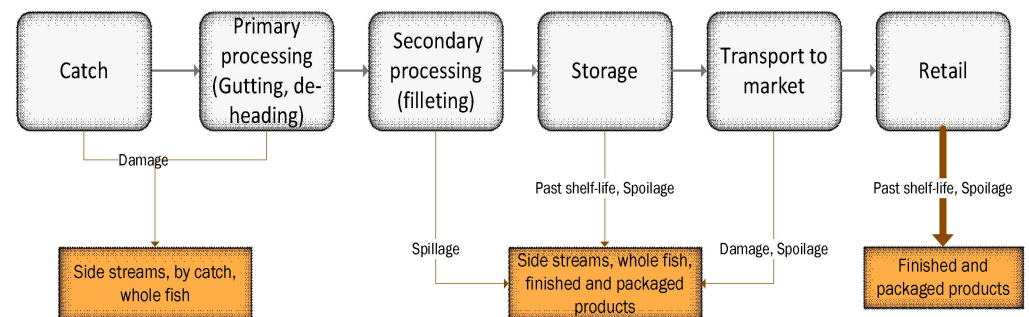 Catch
Primary
processing
(Gutting, de-
heading)
Secondary
processing
(filleting)
Storage
Transport to
market
Retail
Damage
Past shelf-life, Spoilage
Past shelf-life, Spoilage
Spillage
Damage, Spoilage
Side streams, by catch,
whole fish
Side streams, whole fish,
finished and packaged
products
Finished and
packaged products